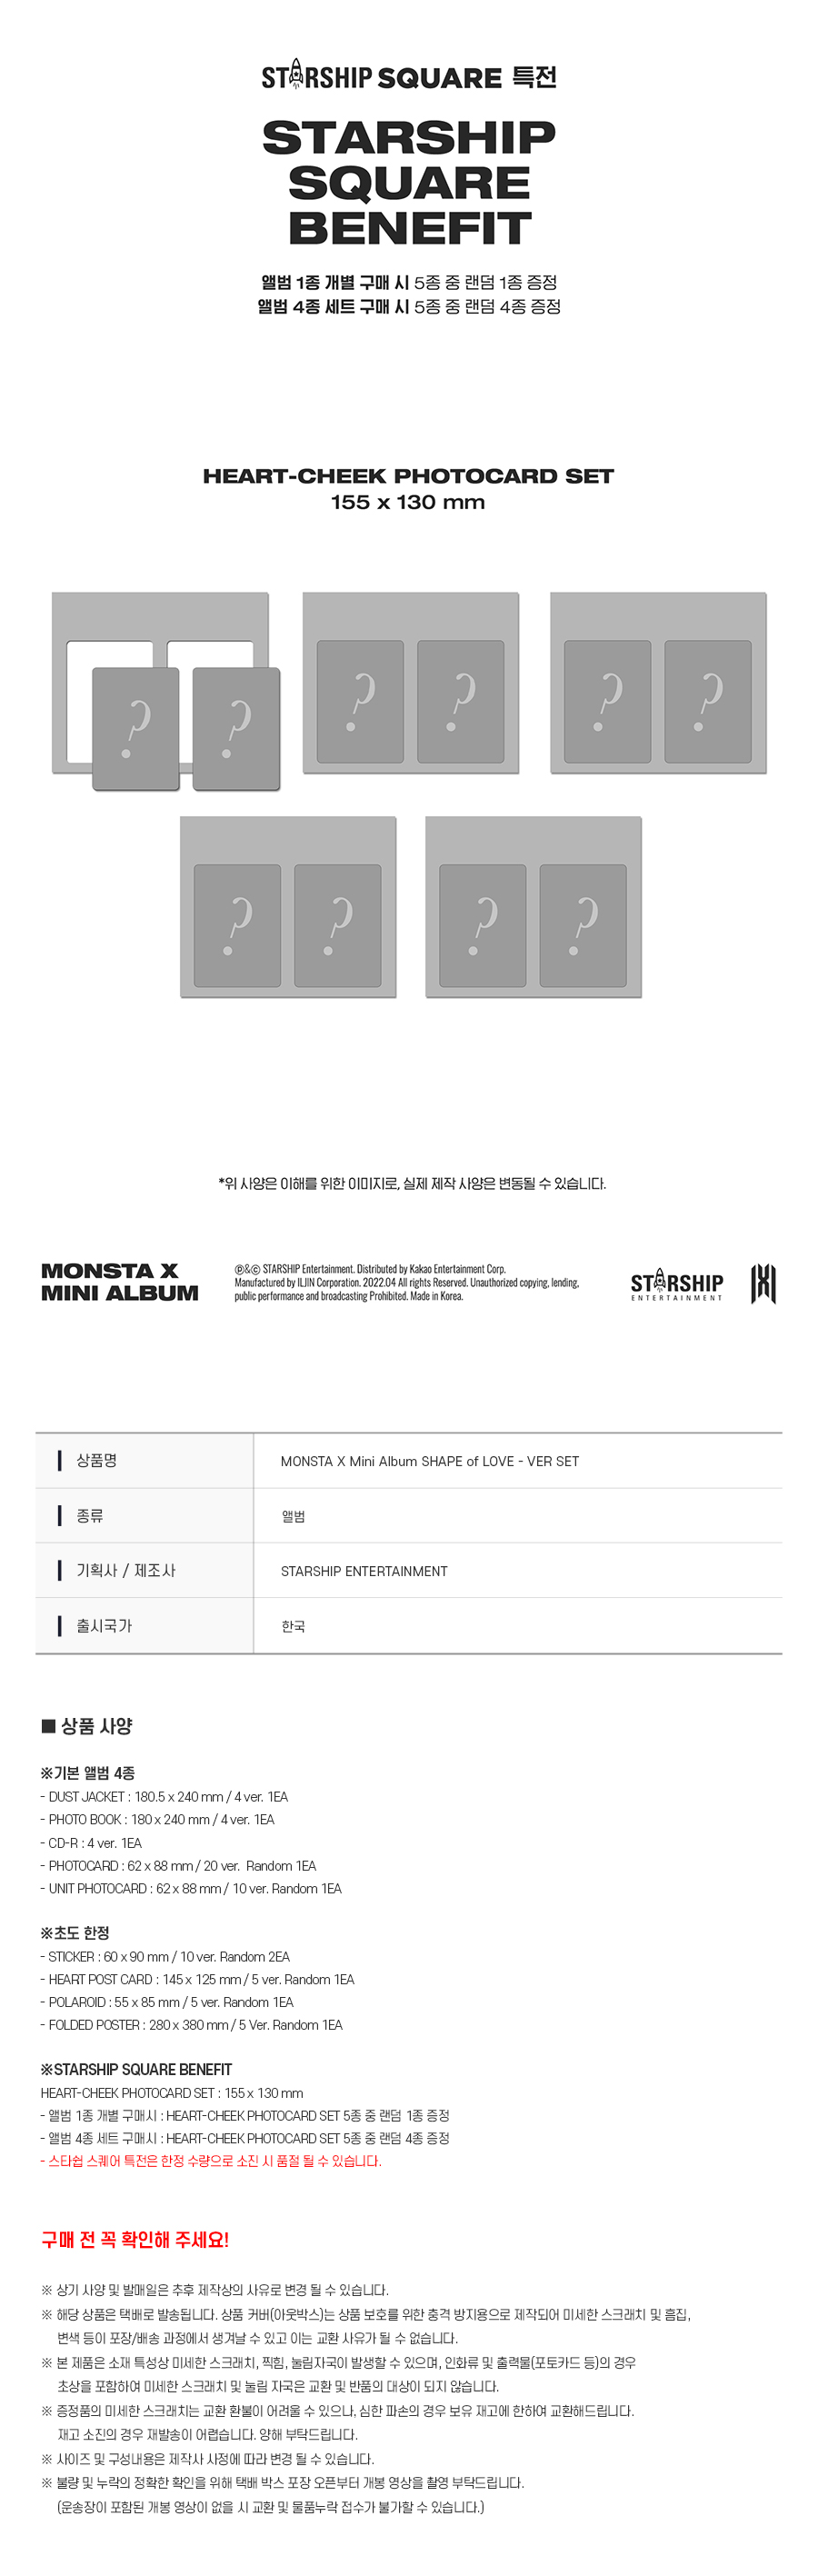 STARSHIP SQUARE 특전
STARSHIP
SQUARE
BENEFIT
앨범 1종 개별 구매 시 5종 중 랜덤 1종 증정
앨범 4종 세트 구매 시 5종 중 랜덤 4종 증정
HEART-CHEEK PHOTOCARD SET
155 x 130 mm
? ? ? ? ? ?
? ? ? ?
*위 사양은 이해를 위한 이미지로, 실제 제작 사양은 변동될 수 있습니다.
MONSTA X
MINI ALBUM
℗&© STARSHIP Entertainment. Distributed by Kakao Entertainment Corp.
Manufactured by ILJIN Corporation. 2022.04 All rights Reserved. Unauthorized copying, lending,
public performance and broadcasting Prohibited. Made in Korea.
STARSHIP
ENTERTAINMENT
상품명 MONSTA X Mini Album SHAPE of LOVE - VER SET
종류 앨범
기획사 / 제조사 STARSHIP ENTERTAINMENT
출시국가 한국
■ 상품 사양
※기본 앨범 4종
- DUST JACKET : 180.5 x 240 mm / 4 ver. 1EA
- PHOTO BOOK : 180 x 240 mm / 4 ver. 1EA
- CD-R : 4 ver. 1EA
- PHOTOCARD : 62 x 88 mm / 20 ver. Random 1EA
- UNIT PHOTOCARD : 62 x 88 mm / 10 ver. Random 1EA
※초도 한정
- STICKER : 60 x 90 mm / 10 ver. Random 2EA
- HEART POST CARD : 145 x 125 mm / 5 ver. Random 1EA
- POLAROID : 55 x 85 mm / 5 ver. Random 1EA
- FOLDED POSTER : 280 x 380 mm / 5 Ver. Random 1EA
※STARSHIP SQUARE BENEFIT
HEART-CHEEK PHOTOCARD SET : 155 x 130 mm
- 앨범 1종 개별 구매시 : HEART-CHEEK PHOTOCARD SET 5종 중 랜덤 1종 증정
- 앨범 4종 세트 구매시 : HEART-CHEEK PHOTOCARD SET 5종 중 랜덤 4종 증정
- 스타쉽 스퀘어 특전은 한정 수량으로 소진 시 품절 될 수 있습니다.
구매 전 꼭 확인해 주세요!
※ 상기 사양 및 발매일은 추후 제작상의 사유로 변경 될 수 있습니다.
※ 해당 상품은 택배로 발송됩니다. 상품 커버(아웃박스)는 상품 보호를 위한 충격 방지용으로 제작되어 미세한 스크래치 및 흠집,
변색 등이 포장/배송 과정에서 생겨날 수 있고 이는 교환 사유가 될 수 없습니다.
※ 본 제품은 소재 특성상 미세한 스크래치, 찍힘, 눌림자국이 발생할 수 있으며, 인화류 및 출력물(포토카드 등)의 경우
초상을 포함하여 미세한 스크래치 및 눌림 자국은 교환 및 반품의 대상이 되지 않습니다.
※ 증정품의 미세한 스크래치는 교환 환불이 어려울 수 있으나, 심한 파손의 경우 보유 재고에 한하여 교환해드립니다.
재고 소진의 경우 재발송이 어렵습니다. 양해 부탁드립니다.
※ 사이즈 및 구성내용은 제작사 사정에 따라 변경 될 수 있습니다.
※ 불량 및 누락의 정확한 확인을 위해 택배 박스 포장 오픈부터 개봉 영상을 촬영 부탁드립니다.
(운송장이 포함된 개봉 영상이 없을 시 교환 및 물품누락 접수가 불가할 수 있습니다.)